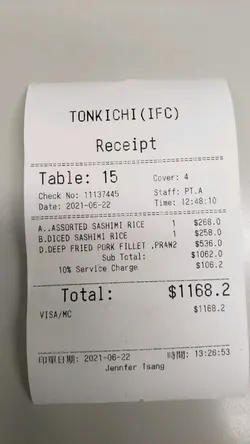 TONKICHI(IFC)
Receipt
Table: 15 Cover: 4
Check No: 11137445 Staff: PT.A
Date: 2021-06-22 Time: 12:48:10
A..ASSORTED SASHIMI RICE 1 $268.0
B.DICED SASHIMI RICE 1 $258.0
D.DEEP FRIED PORK FILLET .PRAW2 $536.0
Sub Total: $1062.0
10% Service Charge $106.2
Total: $1168.2
VISA/MC $1168.2
印單日期: 2021-06-22 時間: 13:26:53
Jennfer Tsang